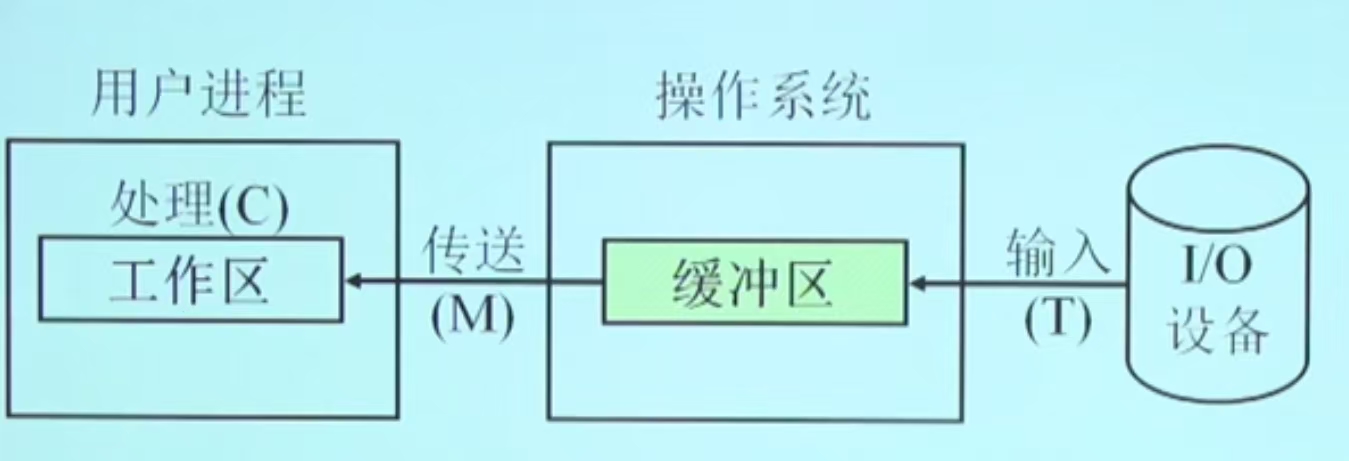 用户进程
操作系统
处理(C)
工作区
传送
(M)
缓冲区
输入
(T)
I/O
设备